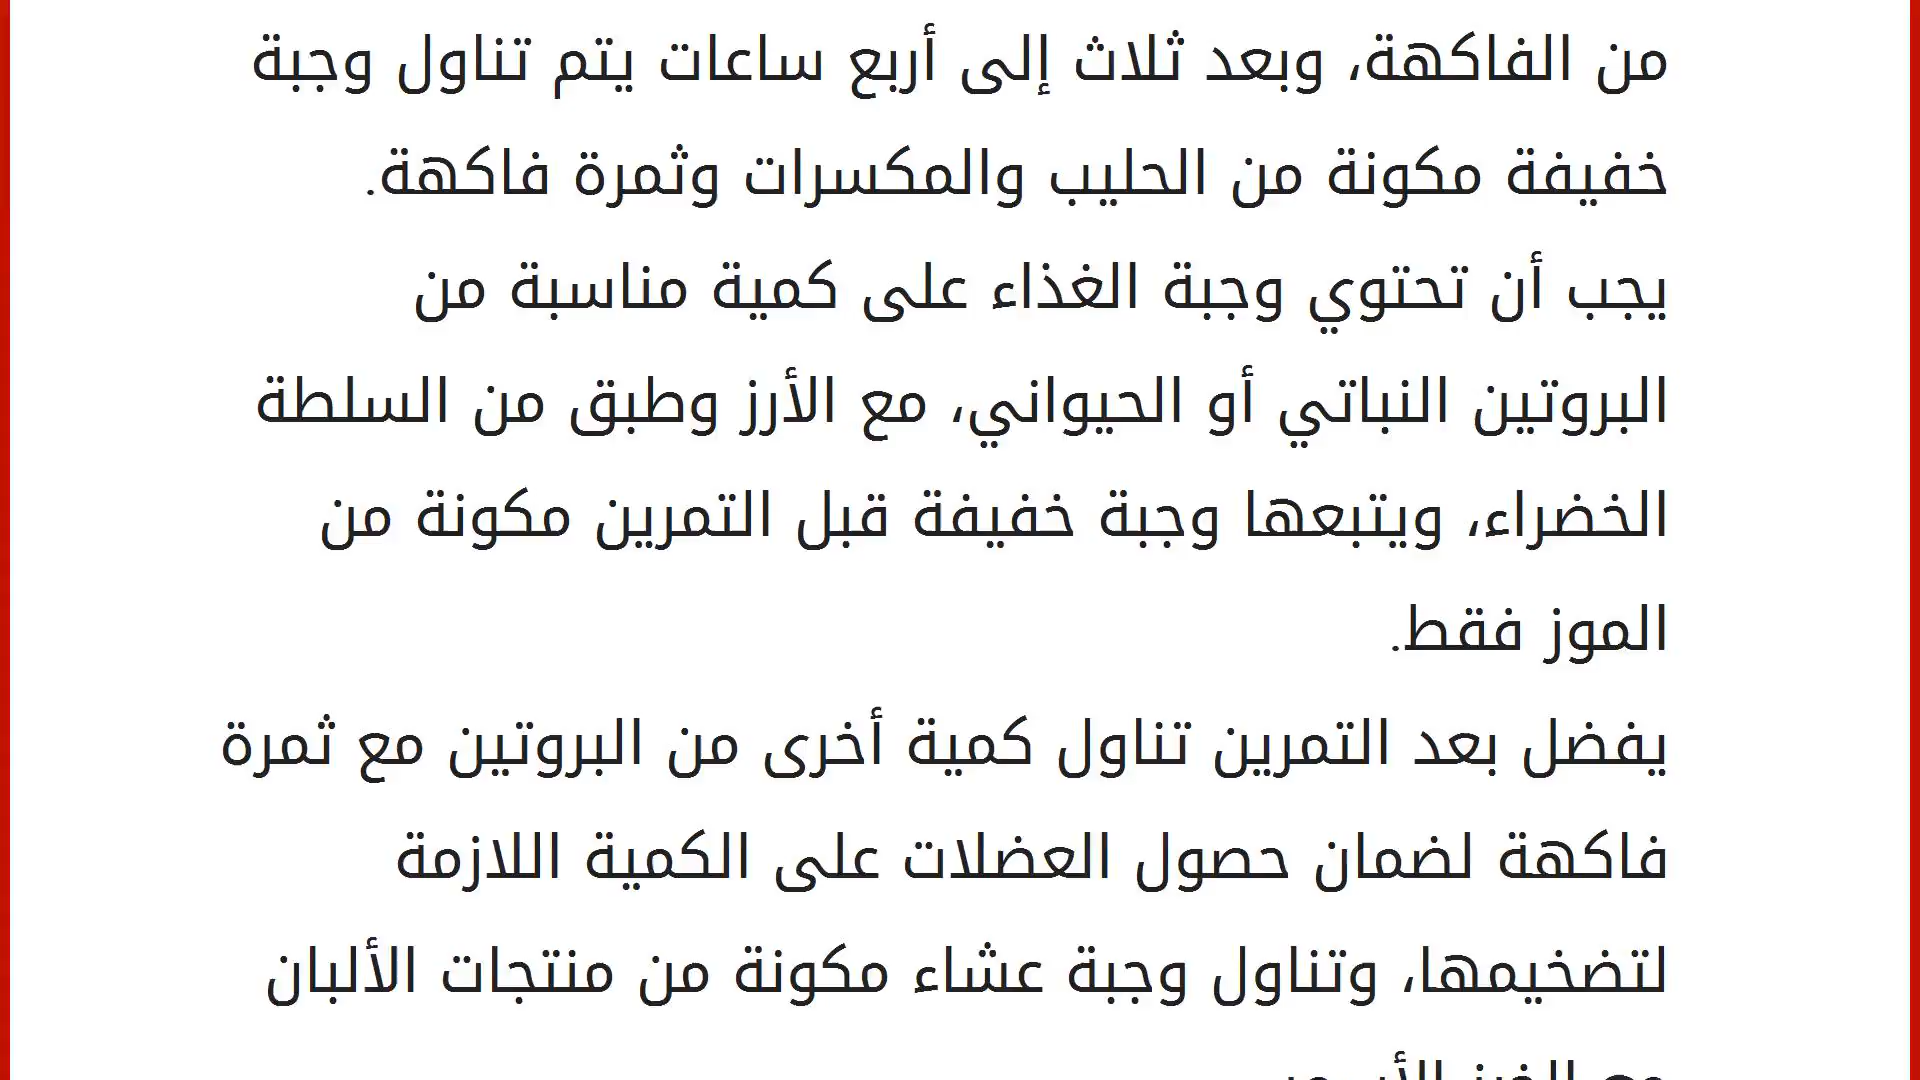 من الفاكهة، وبعد ثلاث إلى أربع ساعات يتم تناول وجبة
خفيفة مكونة من الحليب والمكسرات وثمرة فاكهة.
يجب أن تحتوي وجبة الغذاء على كمية مناسبة من
البروتين النباتي أو الحيواني، مع الأرز وطبق من السلطة
الخضراء، ويتبعها وجبة خفيفة قبل التمرين مكونة من
الموز فقط.
يفضل بعد التمرين تناول كمية أخرى من البروتين مع ثمرة
فاكهة لضمان حصول العضلات على الكمية اللازمة
لتضخيمها، وتناول وجبة عشاء مكونة من منتجات الألبان